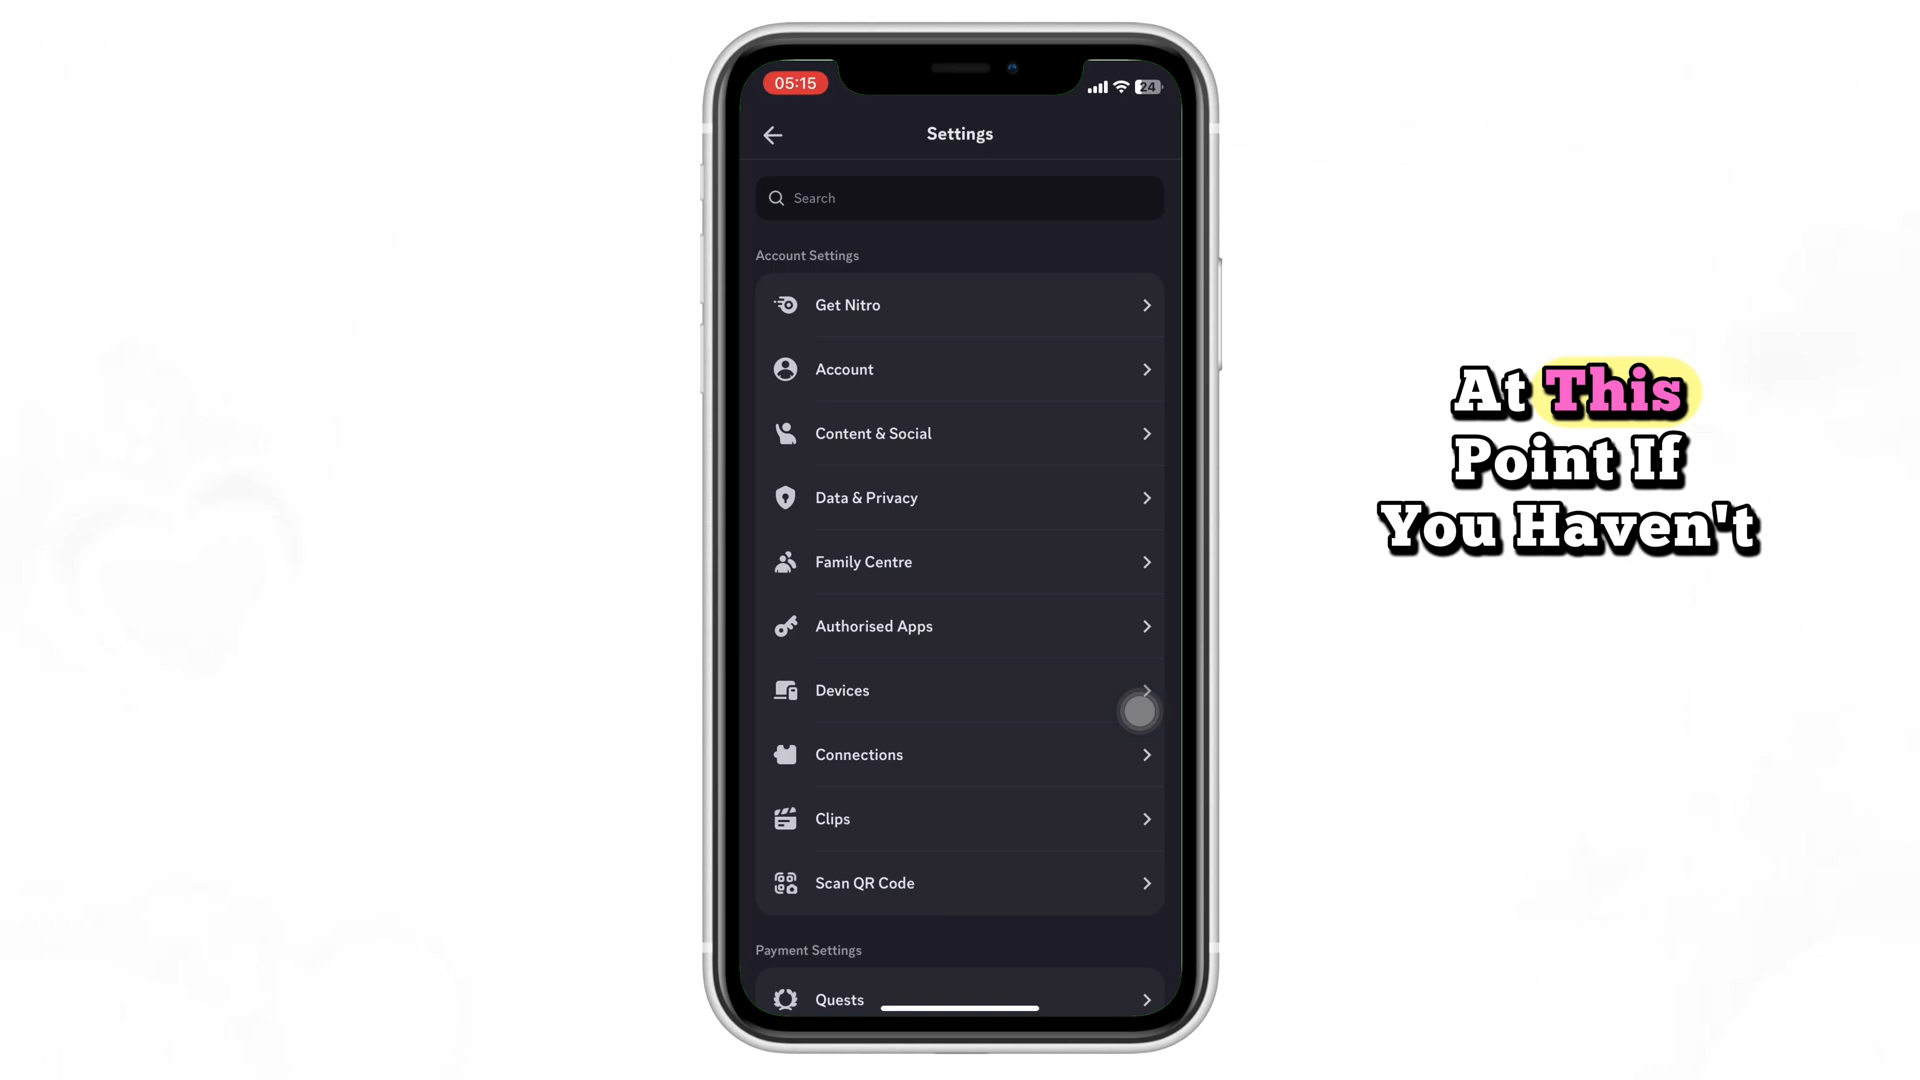 05:15
24
Settings
Search
Account Settings
Get Nitro
Account
Content & Social
Data & Privacy
Family Centre
Authorised Apps
Devices
Connections
Clips
Scan QR Code
Payment Settings
Quests
At This
Point If
You Haven't